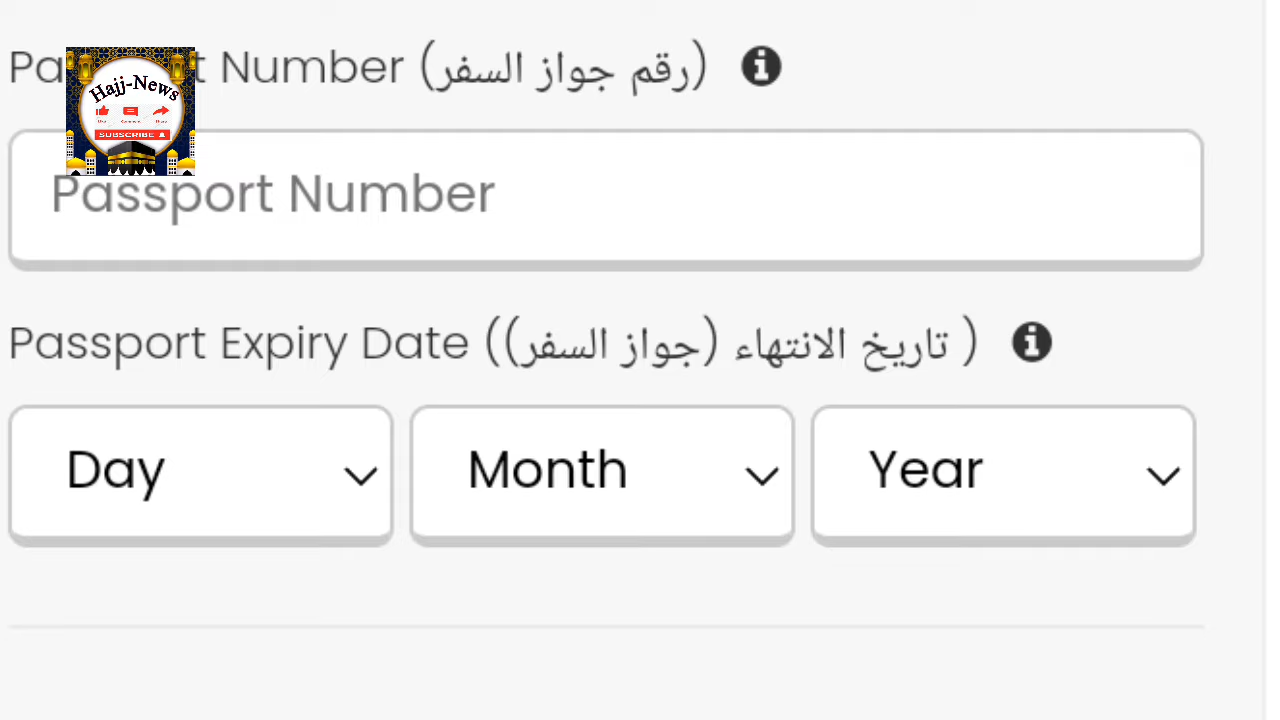 Number (رقم جواز السفر)
Hajj-News
SUBSCRIBE
Passport Number
Passport Expiry Date ((جواز السفر) تاريخ الانتهاء )
Day
Month
Year